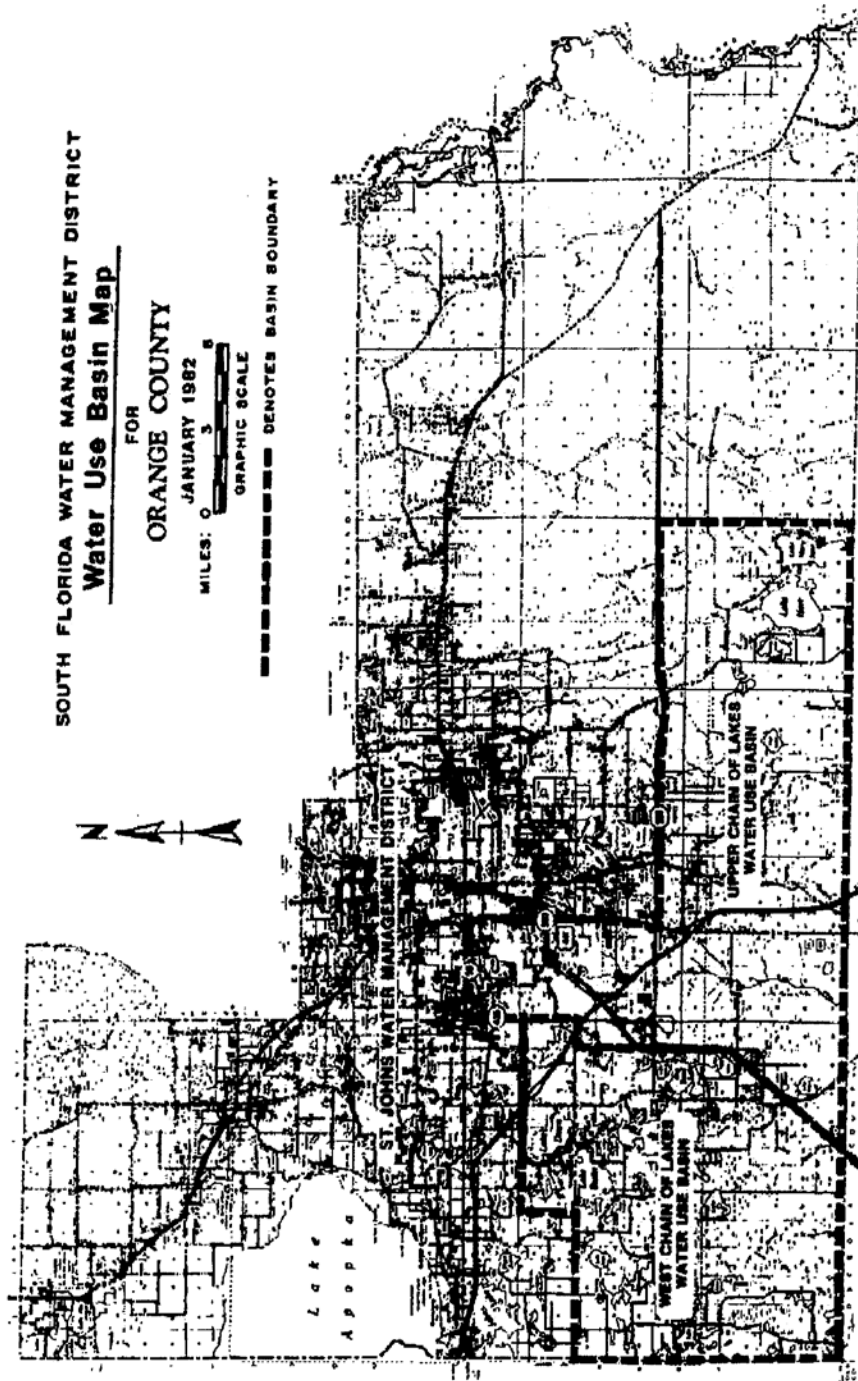 SOUTH FLORIDA WATER MANAGEMENT DISTRICT
Water Use Basin Map
FOR
ORANGE COUNTY
JANUARY 1982
MILES: 0 3 6
GRAPHIC SCALE
DENOTES BASIN BOUNDARY
N
ST. JOHNS WATER MANAGEMENT DISTRICT
Lake
Apopka
UPPER CHAIN OF LAKES
WATER USE BASIN
WEST CHAIN OF LAKES
WATER USE BASIN